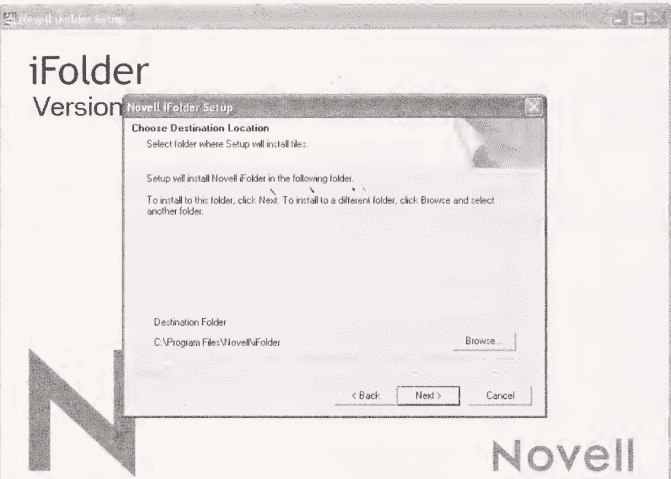 Novell iFolder Setup
iFolder
Version
Novell iFolder Setup
Choose Destination Location
Select folder where Setup will install files.
Setup will install Novell iFolder in the following folder.
To install to this folder, click Next. To install to a different folder, click Browse and select
another folder.
Destination Folder
C:\Program Files\Novell\iFolder
Browse...
< Back
Next >
Cancel
N
Novell